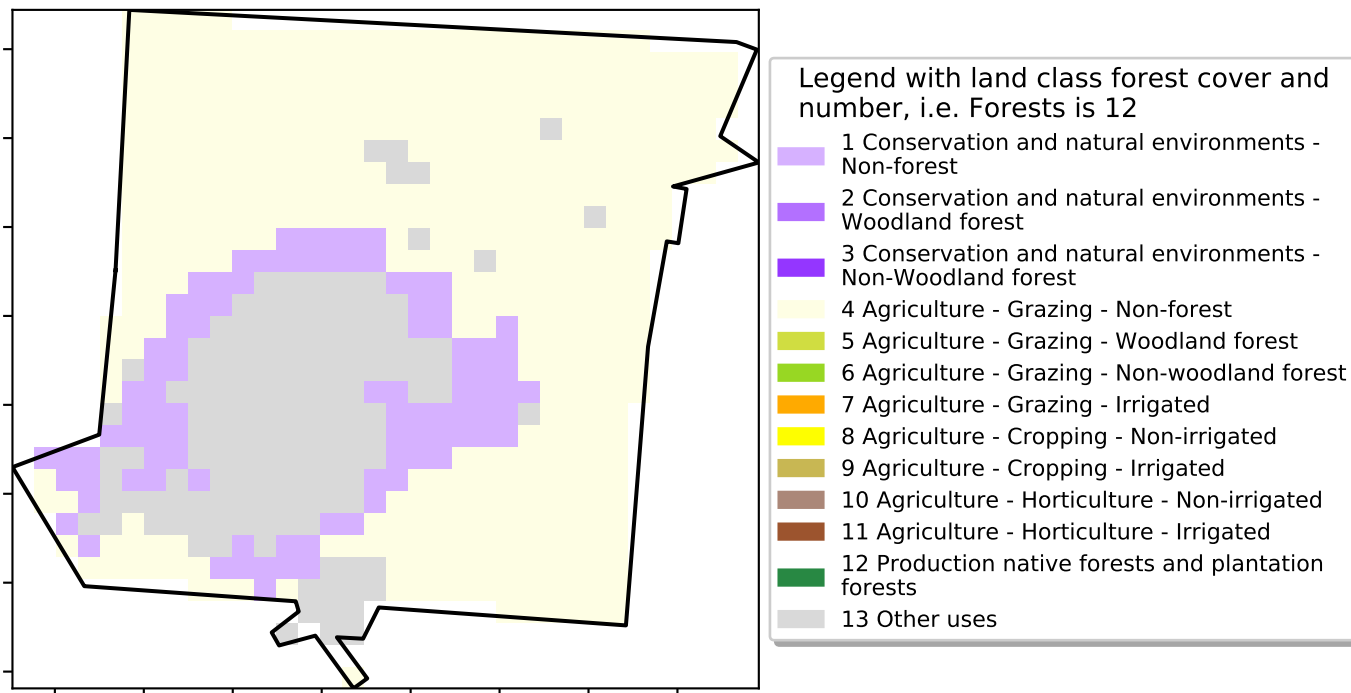 Legend with land class forest cover and
number, i.e. Forests is 12
1 Conservation and natural environments -
Non-forest
2 Conservation and natural environments -
Woodland forest
3 Conservation and natural environments -
Non-Woodland forest
4 Agriculture - Grazing - Non-forest
5 Agriculture - Grazing - Woodland forest
6 Agriculture - Grazing - Non-woodland forest
7 Agriculture - Grazing - Irrigated
8 Agriculture - Cropping - Non-irrigated
9 Agriculture - Cropping - Irrigated
10 Agriculture - Horticulture - Non-irrigated
11 Agriculture - Horticulture - Irrigated
12 Production native forests and plantation
forests
13 Other uses